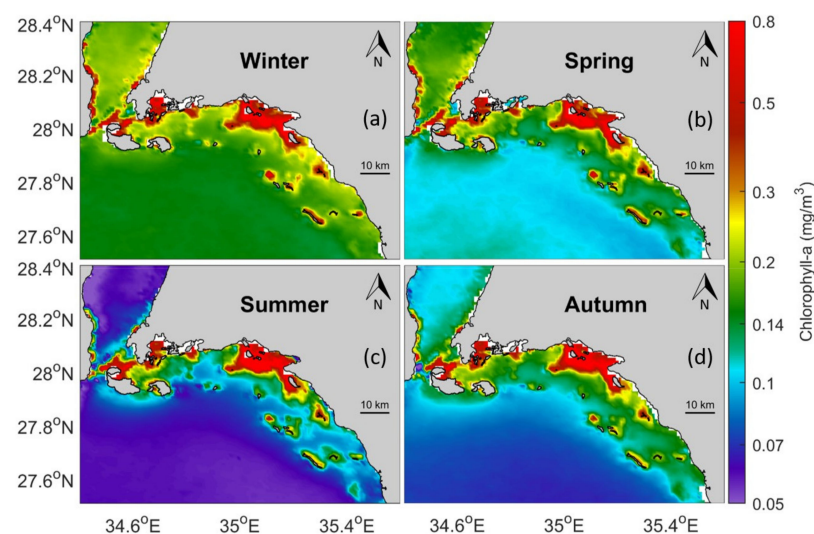 28.4°N
28.2°N
28°N
27.8°N
27.6°N
Winter
N
(a)
10 km
Spring
N
(b)
10 km
28.4°N
28.2°N
28°N
27.8°N
27.6°N
Summer
N
(c)
10 km
Autumn
N
(d)
10 km
34.6°E
35°E
35.4°E
34.6°E
35°E
35.4°E
0.8
0.5
0.3
0.2
0.14
0.1
0.07
0.05
Chlorophyll-a (mg/m³)